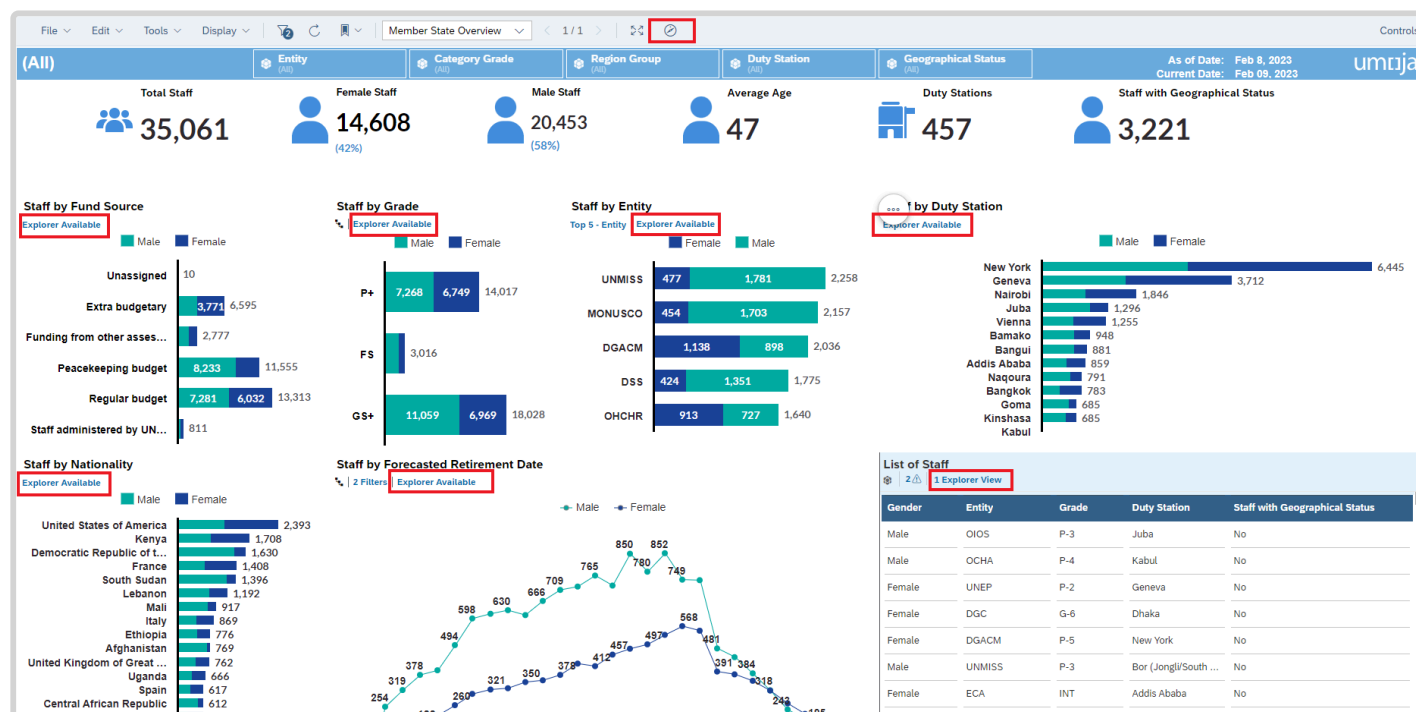 File Edit Tools Display 2 Member State Overview 1 / 1 Controls
(All) Entity (All) Category Grade (All) Region Group (All) Duty Station (All) Geographical Status (All) As of Date: Feb 8, 2023
Current Date: Feb 09, 2023
umoja
Total Staff Female Staff Male Staff Average Age Duty Stations Staff with Geographical Status
35,061 14,608 20,453 47 457 3,221
(42%) (58%)
Staff by Fund Source
Explorer Available
Male Female
Unassigned 10
Extra budgetary 3,771 6,595
Funding from other asses... 2,777
Peacekeeping budget 8,233 11,555
Regular budget 7,281 6,032 13,313
Staff administered by UN... 811
Staff by Grade
Explorer Available
Male Female
P+ 7,268 6,749 14,017
FS 3,016
GS+ 11,059 6,969 18,028
Staff by Entity
Top 5 - Entity Explorer Available
Female Male
UNMISS 477 1,781 2,258
MONUSCO 454 1,703 2,157
DGACM 1,138 898 2,036
DSS 424 1,351 1,775
OHCHR 913 727 1,640
by Duty Station
Explorer Available
Male Female
New York 6,445
Geneva 3,712
Nairobi 1,846
Juba 1,296
Vienna 1,255
Bamako 948
Bangui 881
Addis Ababa 859
Naqoura 791
Bangkok 783
Goma 685
Kinshasa 685
Kabul
Staff by Nationality
Explorer Available
Male Female
United States of America 2,393
Kenya 1,708
Democratic Republic of t... 1,630
France 1,408
South Sudan 1,396
Lebanon 1,192
Mali 917
Italy 869
Ethiopia 776
Afghanistan 769
United Kingdom of Great ... 762
Uganda 666
Spain 617
Central African Republic 612
Staff by Forecasted Retirement Date
2 Filters Explorer Available
Male Female
850 852
765 780 749
709
666
598 630
568
494 497 481
457
378 378 412 391 384
319 321 350 318
254 260 243
List of Staff
2 1 Explorer View
Gender Entity Grade Duty Station Staff with Geographical Status
Male OIOS P-3 Juba No
Male OCHA P-4 Kabul No
Female UNEP P-2 Geneva No
Female DGC G-6 Dhaka No
Female DGACM P-5 New York No
Male UNMISS P-3 Bor (Jongli/South ... No
Female ECA INT Addis Ababa No